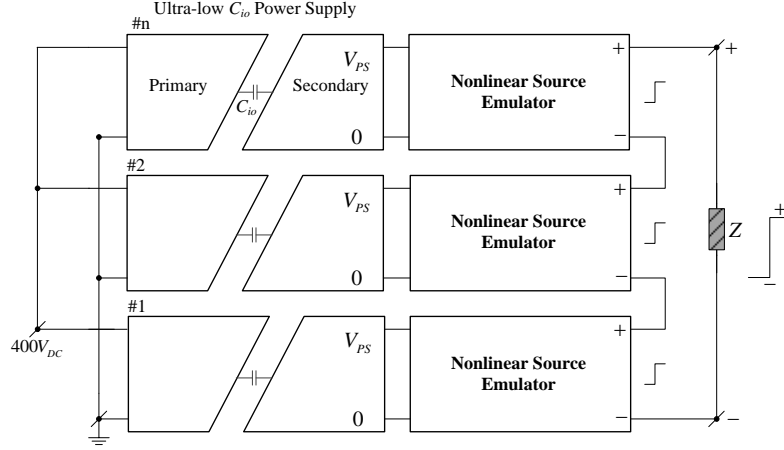 Ultra-low C_io Power Supply
#n
Primary
C_io
Secondary
V_PS
0
Nonlinear Source
Emulator
+
−
+
#2
V_PS
0
Nonlinear Source
Emulator
+
−
Z
+
−
#1
V_PS
0
Nonlinear Source
Emulator
+
−
−
400V_DC